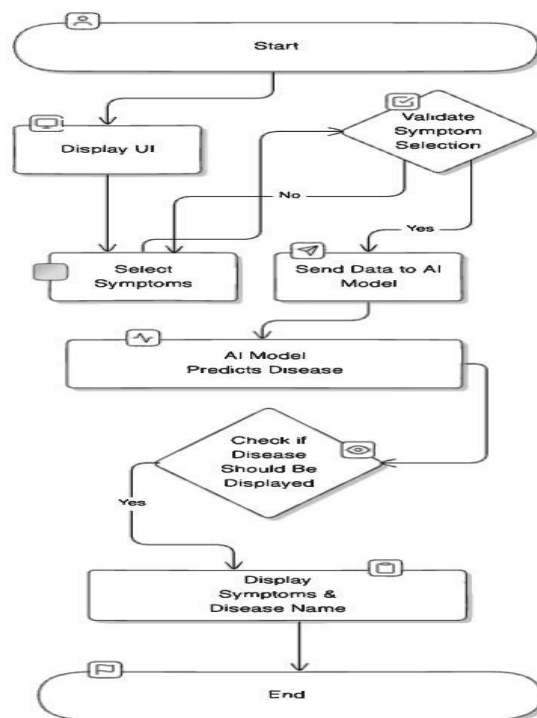 Start
Display UI
Validate
Symptom
Selection
No
Yes
Select
Symptoms
Send Data to AI
Model
AI Model
Predicts Disease
Check if
Disease
Should Be
Displayed
Yes
Display
Symptoms &
Disease Name
End